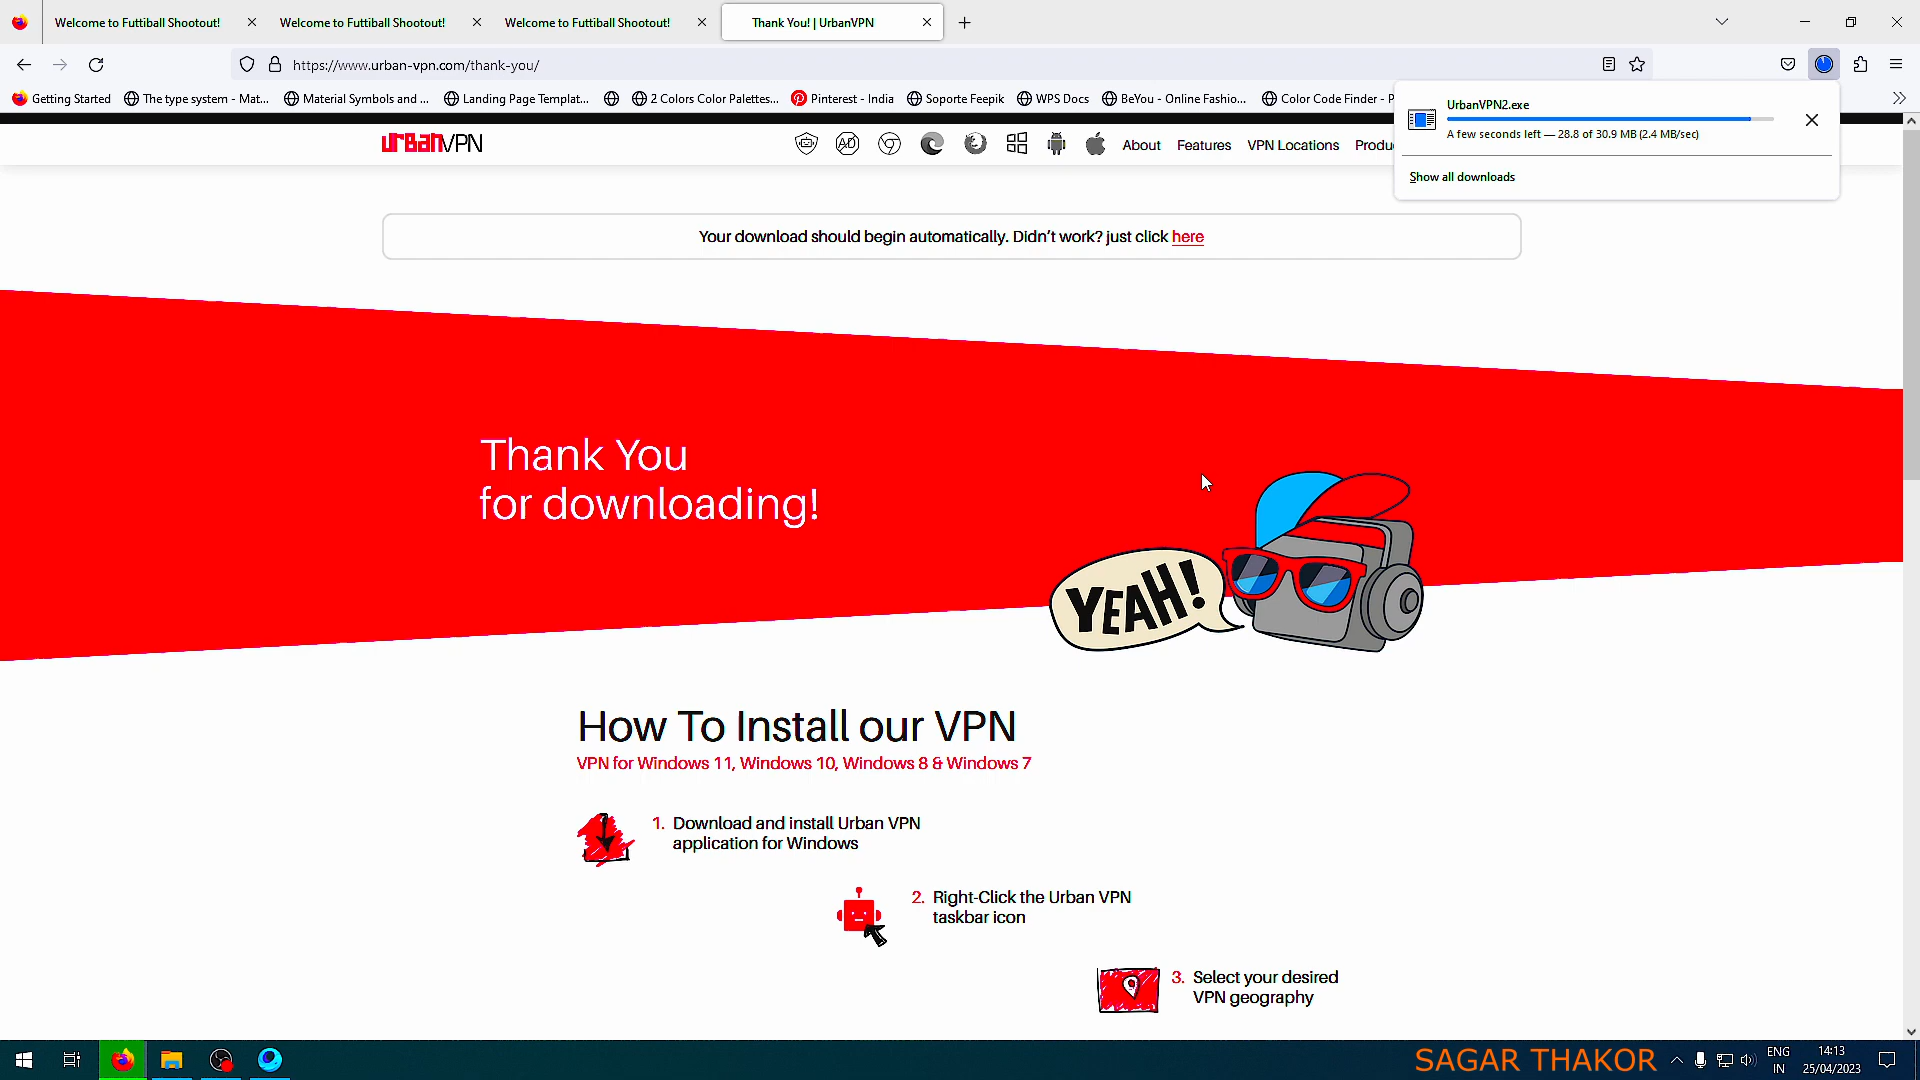 Welcome to Futtiball Shootout!
Welcome to Futtiball Shootout!
Welcome to Futtiball Shootout!
Thank You! | UrbanVPN
https://www.urban-vpn.com/thank-you/
Getting Started
The type system - Mat...
Material Symbols and ...
Landing Page Templat...
2 Colors Color Palettes...
Pinterest - India
Soporte Feepik
WPS Docs
BeYou - Online Fashio...
Color Code Finder - P
UrbanVPN2.exe
A few seconds left — 28.8 of 30.9 MB (2.4 MB/sec)
Show all downloads
urbanVPN
AD
About
Features
VPN Locations
Produ
Your download should begin automatically. Didn't work? just click here
Thank You
for downloading!
YEAH!
How To Install our VPN
VPN for Windows 11, Windows 10, Windows 8 & Windows 7
1. Download and install Urban VPN
application for Windows
2. Right-Click the Urban VPN
taskbar icon
3. Select your desired
VPN geography
SAGAR THAKOR
ENG
IN
14:13
25/04/2023